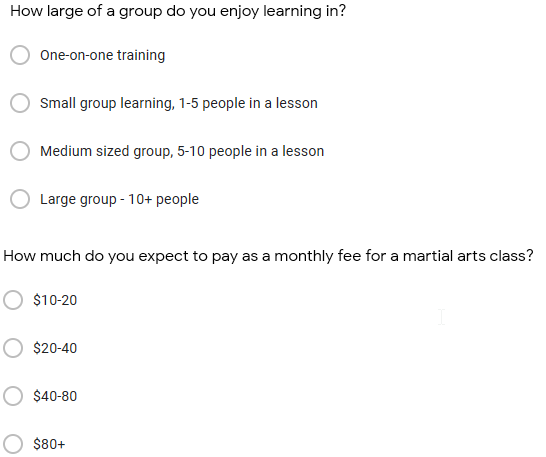 How large of a group do you enjoy learning in?
One-on-one training
Small group learning, 1-5 people in a lesson
Medium sized group, 5-10 people in a lesson
Large group - 10+ people
How much do you expect to pay as a monthly fee for a martial arts class?
$10-20
$20-40
$40-80
$80+